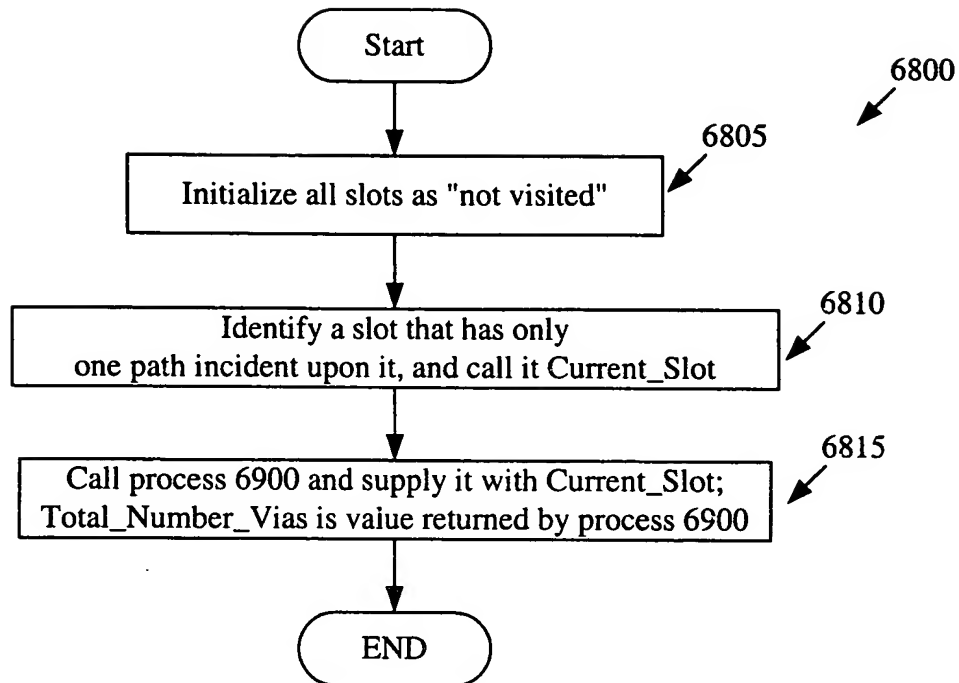 Start
6800
6805
Initialize all slots as "not visited"
6810
Identify a slot that has only
one path incident upon it, and call it Current_Slot
6815
Call process 6900 and supply it with Current_Slot;
Total_Number_Vias is value returned by process 6900
END